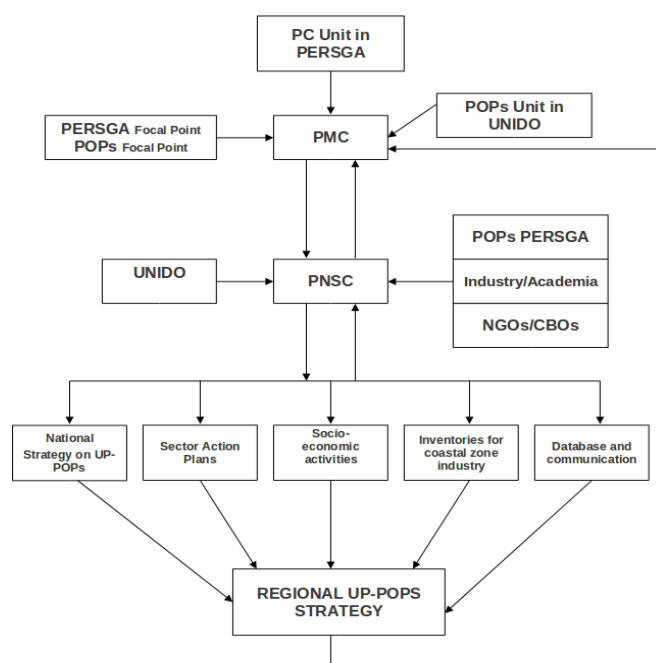 PC Unit in
PERSGA
POPs Unit in
UNIDO
PERSGA Focal Point
POPs Focal Point
PMC
POPs PERSGA
UNIDO
PNSC
Industry/Academia
NGOs/CBOs
National
Strategy on UP-
POPs
Sector Action
Plans
Socio-
economic
activities
Inventories for
coastal zone
industry
Database and
communication
REGIONAL UP-POPS
STRATEGY